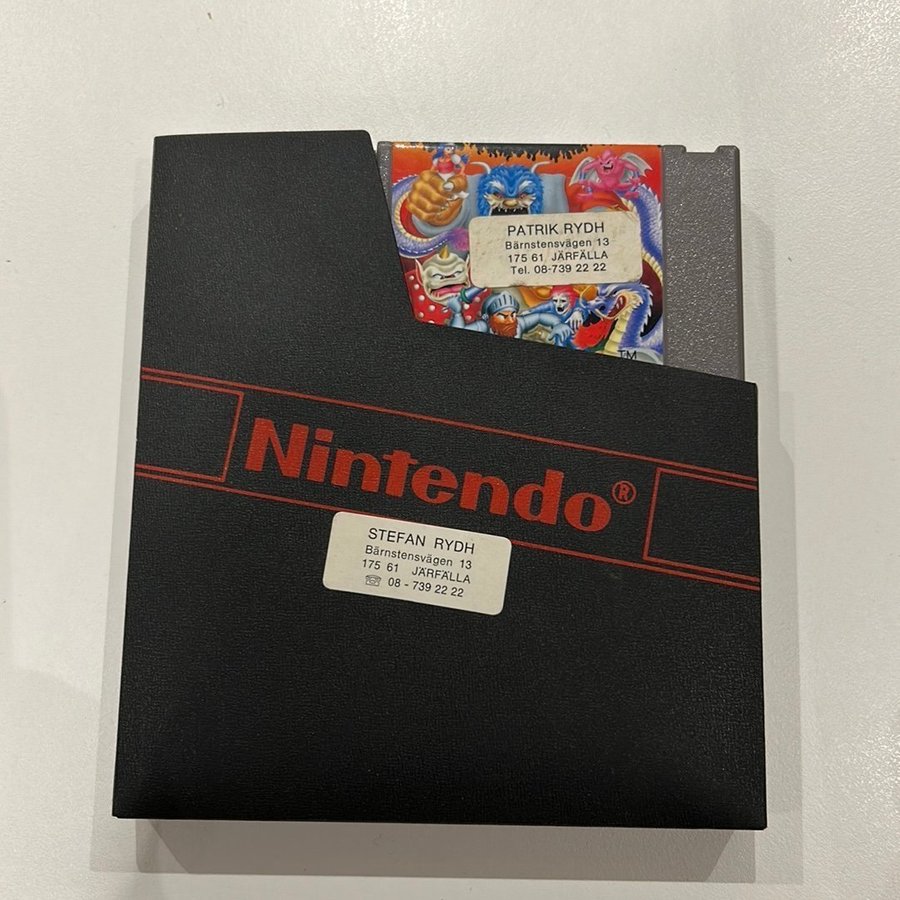 PATRIK RYDH
Bärnstensvägen 13
175 61 JÄRFÄLLA
Tel. 08-739 22 22
TM
Nintendo®
STEFAN RYDH
Bärnstensvägen 13
175 61 JÄRFÄLLA
☏ 08 - 739 22 22